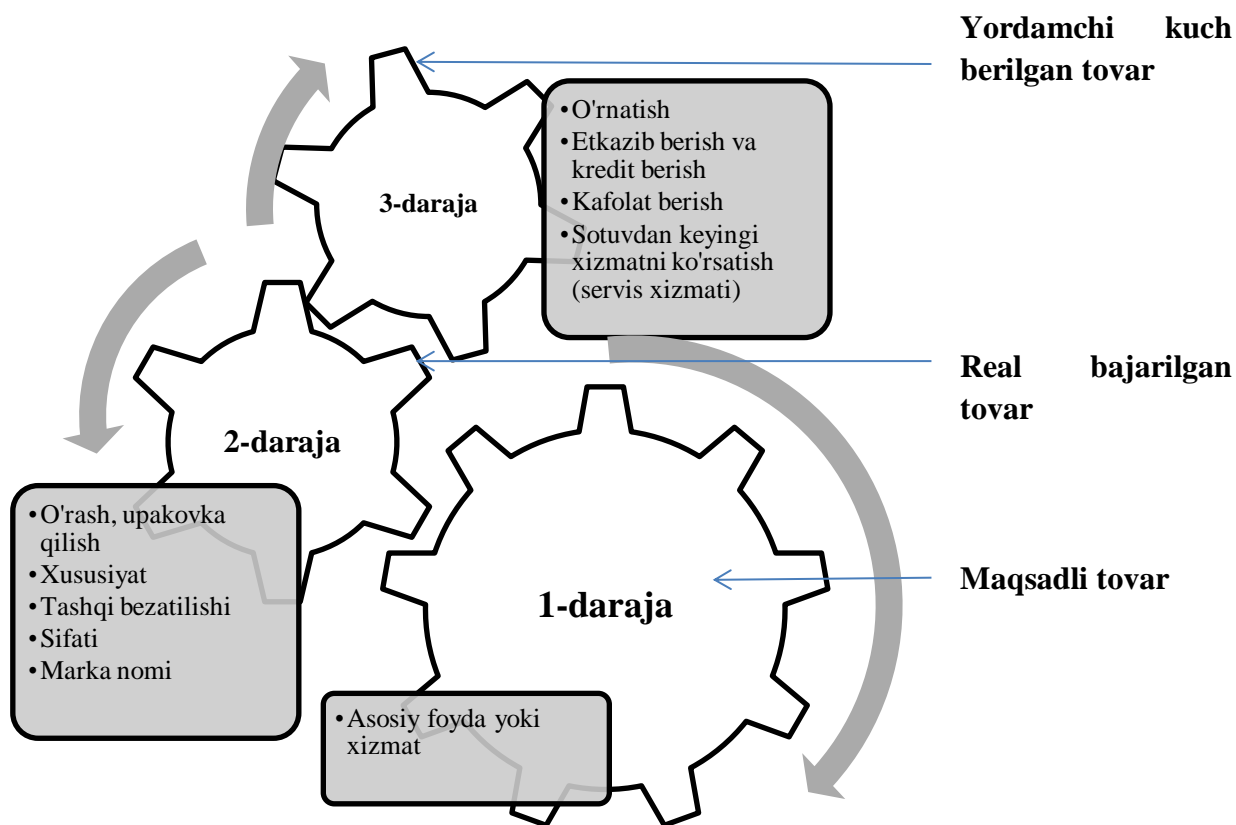 Yordamchi kuch
berilgan tovar
•O'rnatish
•Etkazib berish va
kredit berish
•Kafolat berish
•Sotuvdan keyingi
xizmatni ko'rsatish
(servis xizmati)
3-daraja
Real bajarilgan
tovar
2-daraja
•O'rash, upakovka
qilish
•Xususiyat
•Tashqi bezatilishi
•Sifati
•Marka nomi
Maqsadli tovar
1-daraja
•Asosiy foyda yoki
xizmat